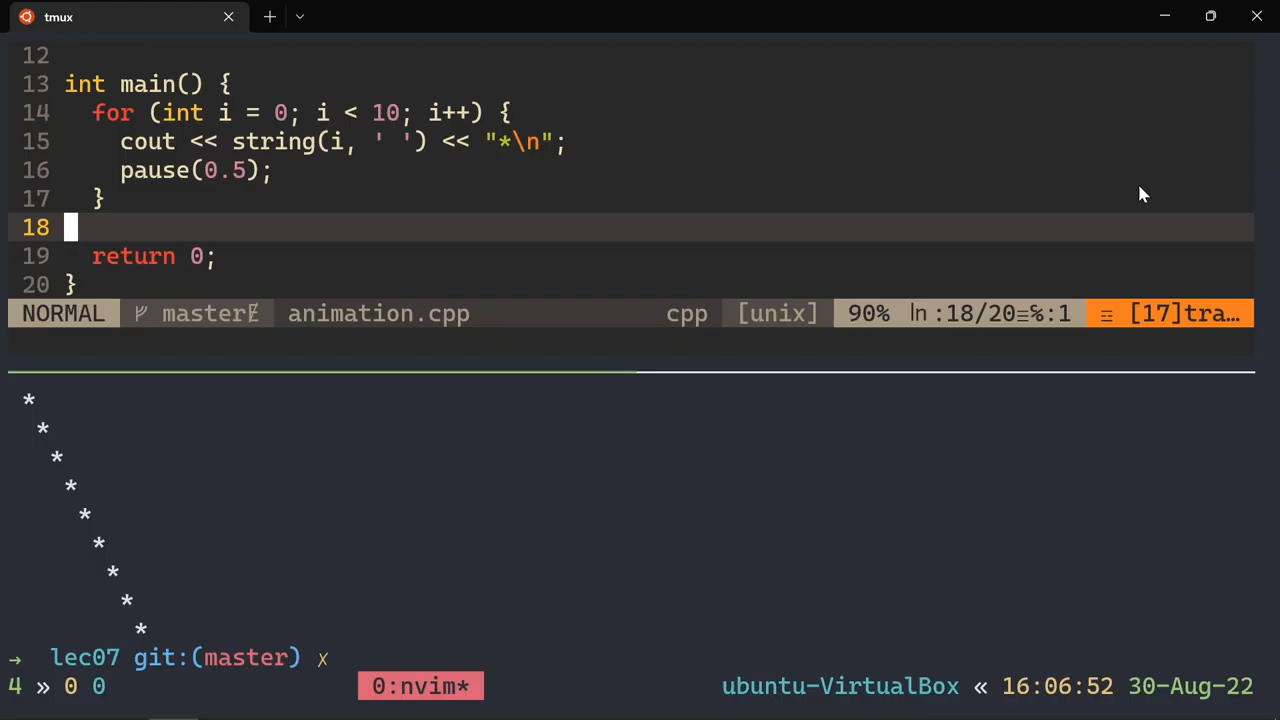 tmux
12
13 int main() {
14   for (int i = 0; i < 10; i++) {
15     cout << string(i, ' ') << "*\n";
16     pause(0.5);
17   }
18
19   return 0;
20 }
NORMAL master animation.cpp cpp [unix] 90% ln :18/20≡%:1 ☲ [17]tra…
 *
  *
   *
    *
     *
      *
       *
        *
         *
→  lec07 git:(master) ✗
4 » 0 0 0:nvim* ubuntu-VirtualBox « 16:06:52 30-Aug-22